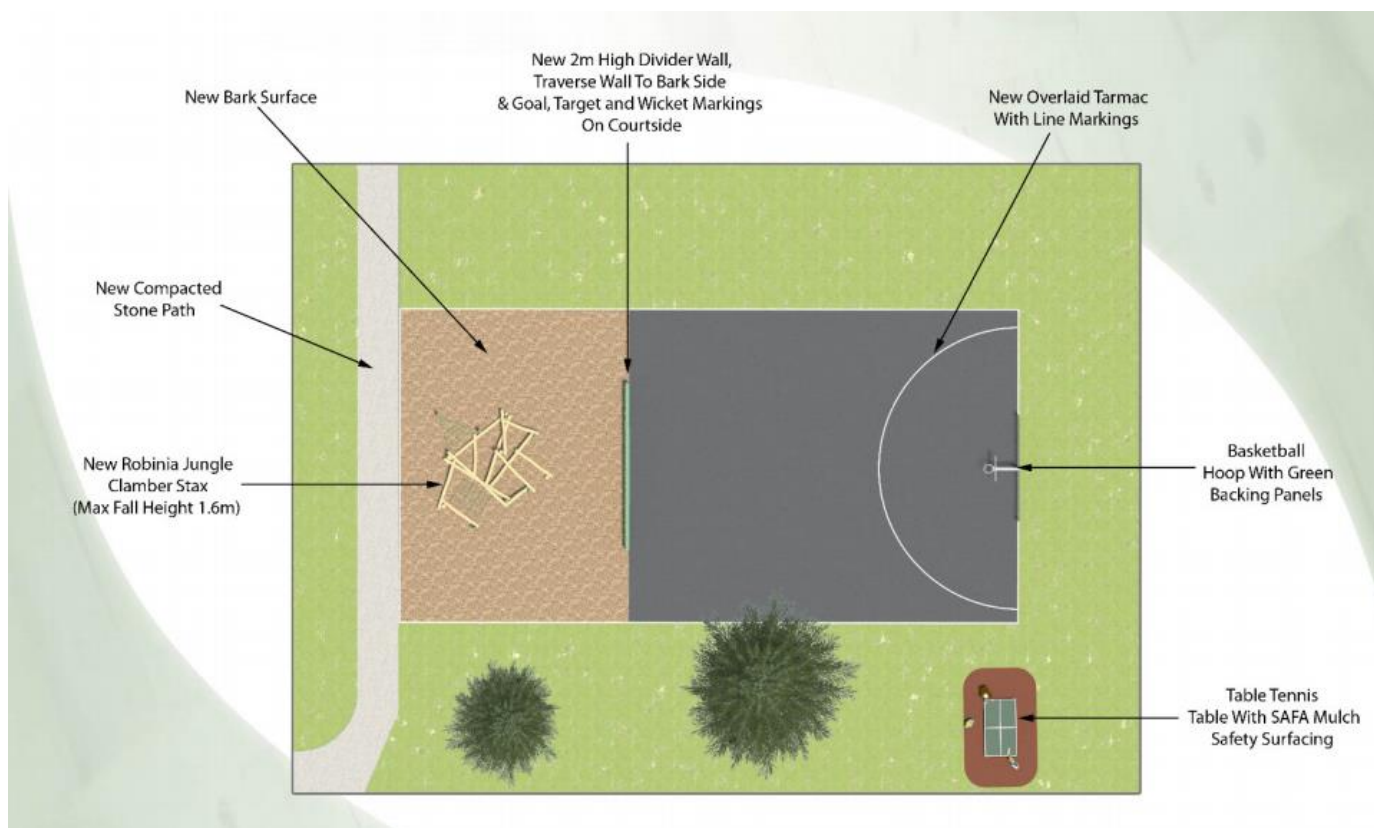 New 2m High Divider Wall,
Traverse Wall To Bark Side
& Goal, Target and Wicket Markings
On Courtside
New Bark Surface
New Overlaid Tarmac
With Line Markings
New Compacted
Stone Path
New Robinia Jungle
Clamber Stax
(Max Fall Height 1.6m)
Basketball
Hoop With Green
Backing Panels
Table Tennis
Table With SAFA Mulch
Safety Surfacing